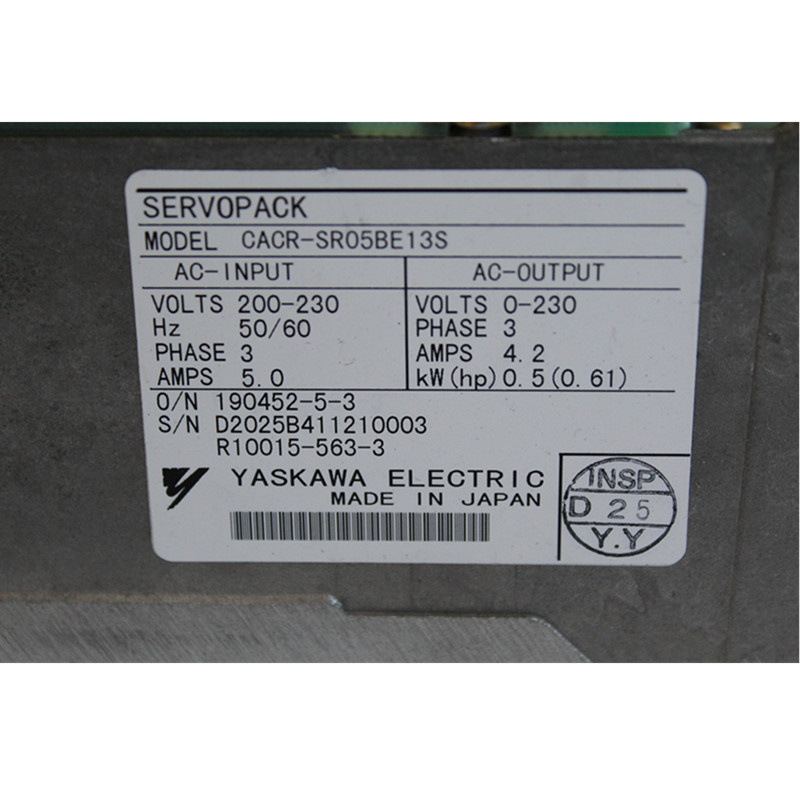 SERVOPACK
MODEL CACR-SR05BE13S
AC-INPUT AC-OUTPUT
VOLTS 200-230 VOLTS 0-230
Hz 50/60 PHASE 3
PHASE 3 AMPS 4.2
AMPS 5.0 kW(hp) 0.5(0.61)
O/N 190452-5-3
S/N D2025B411210003
R10015-563-3
YASKAWA ELECTRIC
MADE IN JAPAN
INSP
D 25
Y.Y